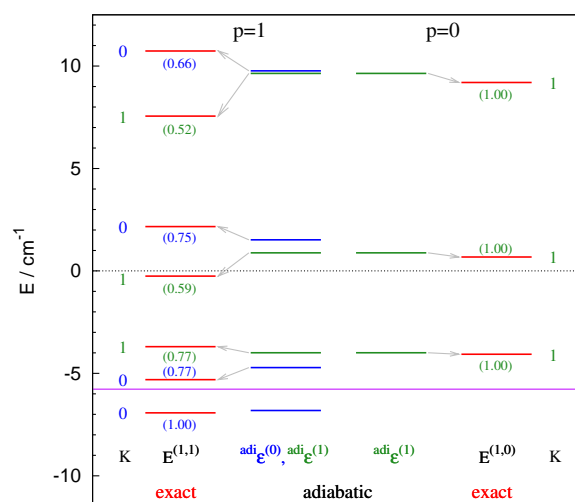 p=1 p=0
0 (0.66)
10
1 (0.52) (1.00) 1
5
E / cm⁻¹
0 (0.75)
(1.00) 1
0
1 (0.59)
1 (0.77) (1.00) 1
0 (0.77)
-5
0 (1.00)
K E⁽¹,¹⁾ ᵃᵈⁱε⁽⁰⁾, ᵃᵈⁱε⁽¹⁾ ᵃᵈⁱε⁽¹⁾ E⁽¹,⁰⁾ K
-10
exact adiabatic exact